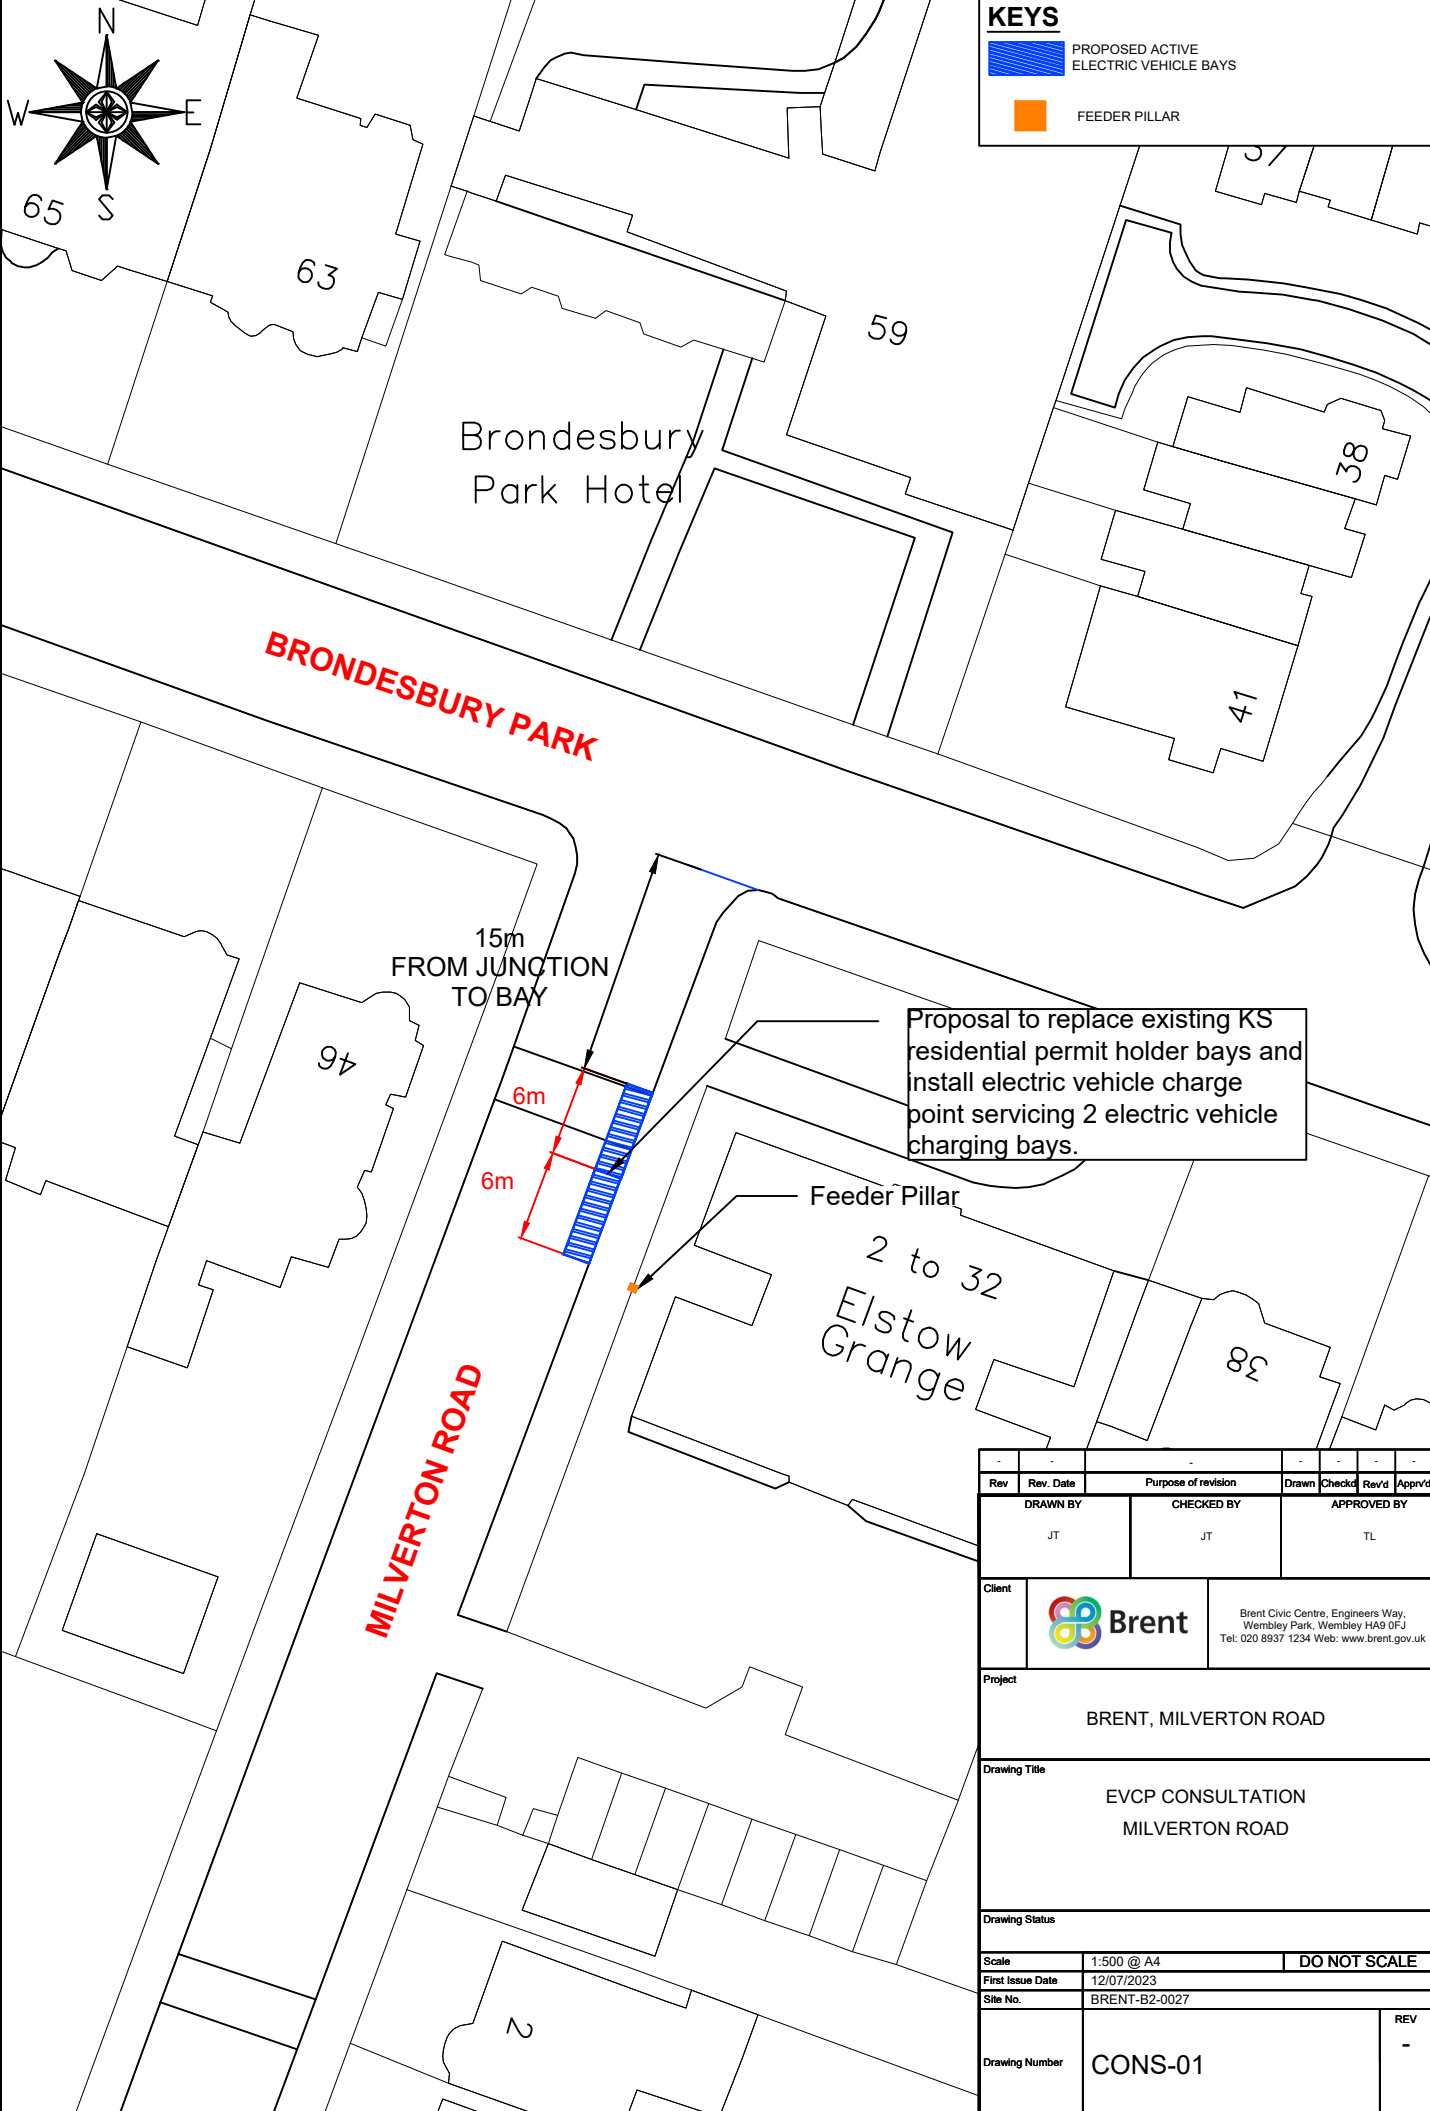 KEYS
PROPOSED ACTIVE
ELECTRIC VEHICLE BAYS
FEEDER PILLAR
N
W
E
S
65
63
59
37
38
41
Brondesbury
Park Hotel
BRONDESBURY PARK
15m
FROM JUNCTION
TO BAY
46
6m
6m
Proposal to replace existing KS
residential permit holder bays and
install electric vehicle charge
point servicing 2 electric vehicle
charging bays.
Feeder Pillar
2 to 32
Elstow
Grange
38
MILVERTON ROAD
2
- - - - - - -
Rev Rev. Date Purpose of revision Drawn Checkd Rev'd Apprv'd
DRAWN BY CHECKED BY APPROVED BY
JT JT TL
Client
Brent
Brent Civic Centre, Engineers Way,
Wembley Park, Wembley HA9 0FJ
Tel: 020 8937 1234 Web: www.brent.gov.uk
Project
BRENT, MILVERTON ROAD
Drawing Title
EVCP CONSULTATION
MILVERTON ROAD
Drawing Status
Scale 1:500 @ A4 DO NOT SCALE
First Issue Date 12/07/2023
Site No. BRENT-B2-0027
Drawing Number CONS-01
REV
-